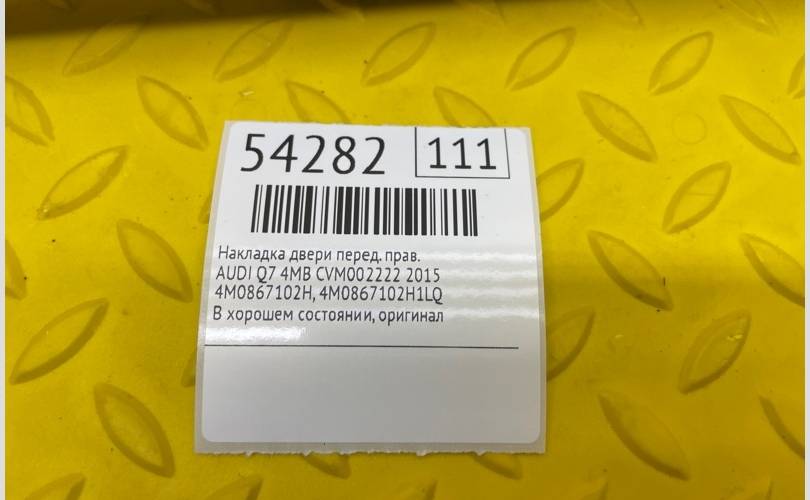 54282 111
Накладка двери перед. прав.
AUDI Q7 4MB CVM002222 2015
4M0867102H, 4M0867102H1LQ
В хорошем состоянии, оригинал